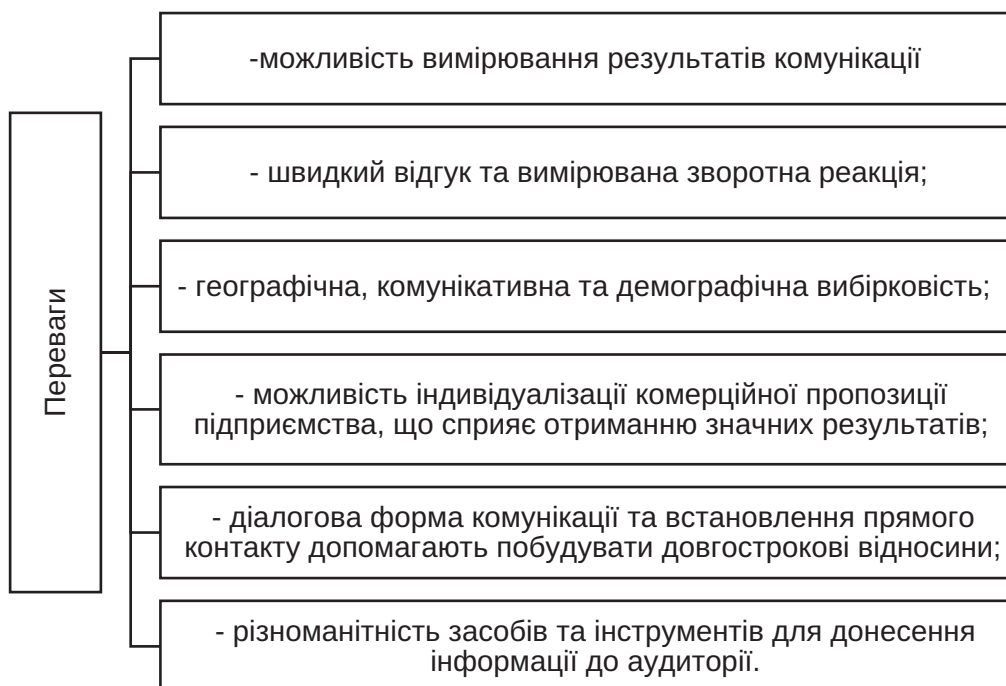 Переваги
-можливість вимірювання результатів комунікації
- швидкий відгук та вимірювана зворотна реакція;
- географічна, комунікативна та демографічна вибірковість;
- можливість індивідуалізації комерційної пропозиції
підприємства, що сприяє отриманню значних результатів;
- діалогова форма комунікації та встановлення прямого
контакту допомагають побудувати довгострокові відносини;
- різноманітність засобів та інструментів для донесення
інформації до аудиторії.